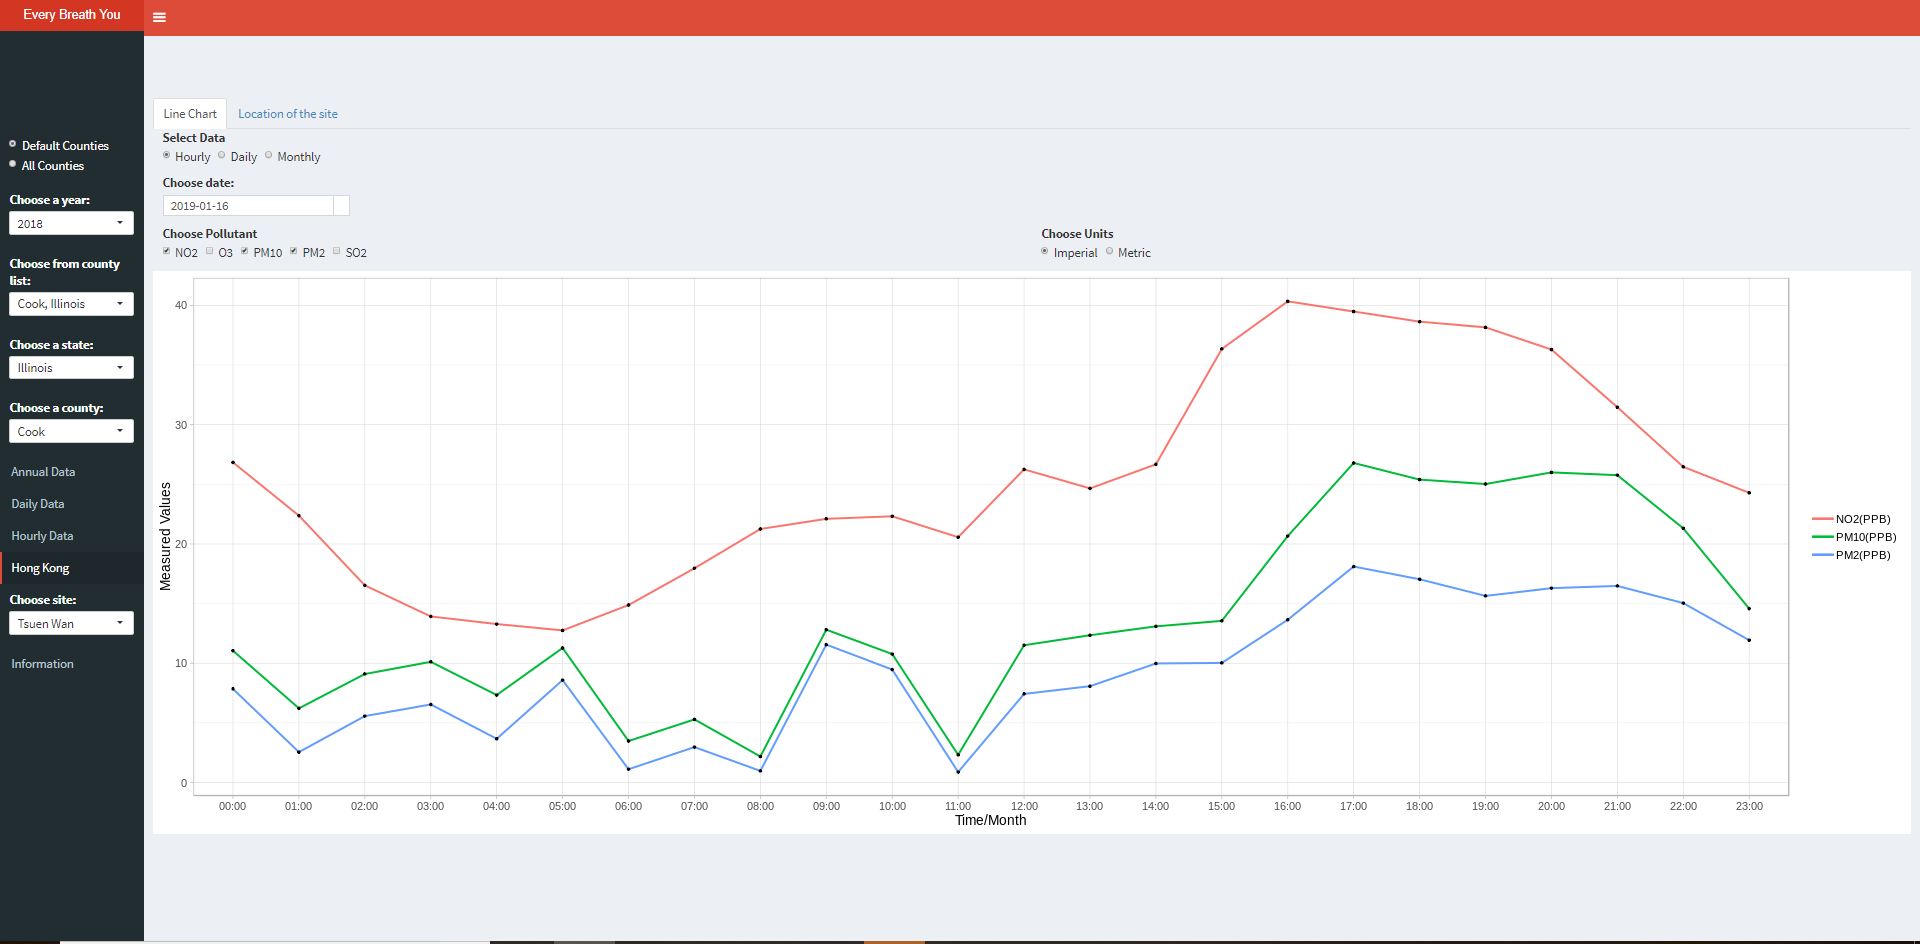 Every Breath You
Default Counties
All Counties
Choose a year:
2018
Choose from county
list:
Cook, Illinois
Choose a state:
Illinois
Choose a county:
Cook
Annual Data
Daily Data
Hourly Data
Hong Kong
Choose site:
Tsuen Wan
Information
Line Chart Location of the site
Select Data
Hourly Daily Monthly
Choose date:
2019-01-16
Choose Pollutant Choose Units
NO2 O3 PM10 PM2 SO2 Imperial Metric
Measured Values
40
30
20
10
0
00:00 01:00 02:00 03:00 04:00 05:00 06:00 07:00 08:00 09:00 10:00 11:00 12:00 13:00 14:00 15:00 16:00 17:00 18:00 19:00 20:00 21:00 22:00 23:00
Time/Month
NO2(PPB)
PM10(PPB)
PM2(PPB)